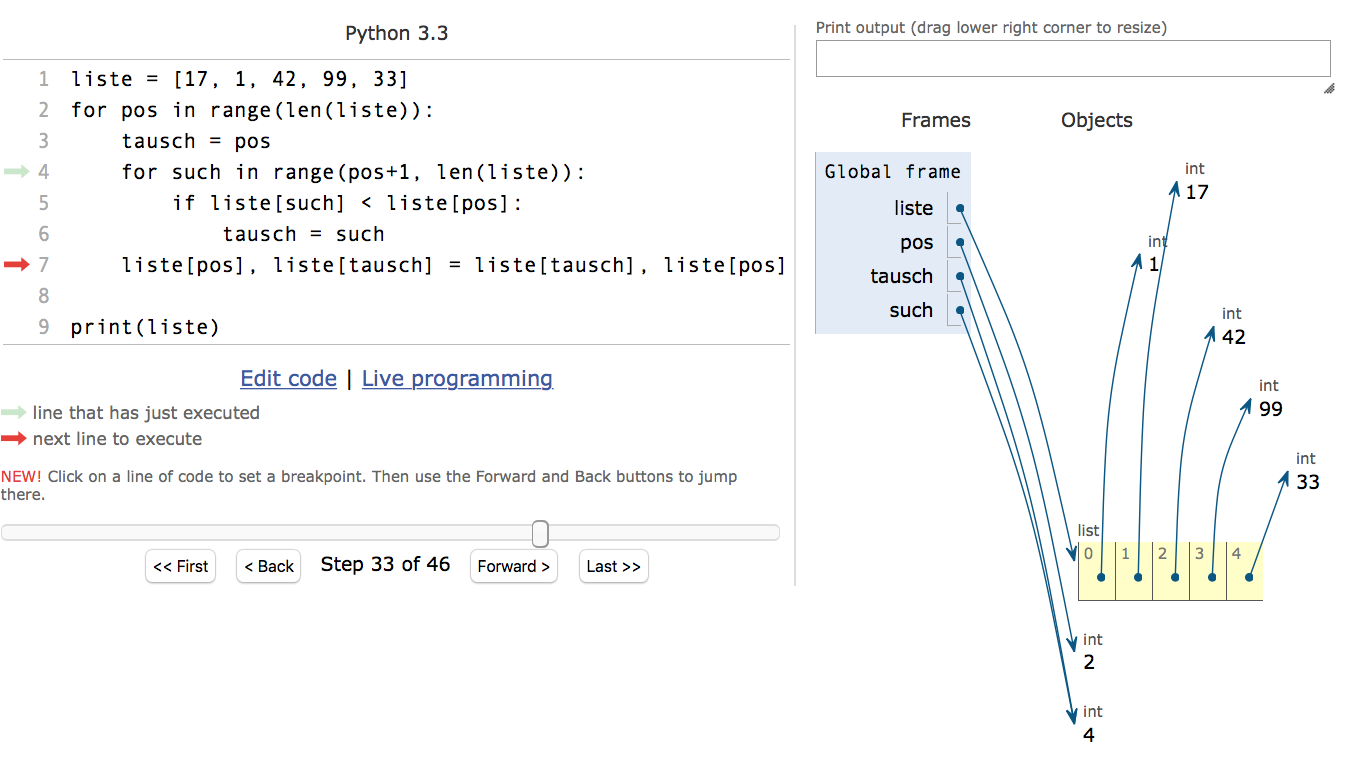 Python 3.3
1 liste = [17, 1, 42, 99, 33]
2 for pos in range(len(liste)):
3     tausch = pos
4     for such in range(pos+1, len(liste)):
5         if liste[such] < liste[pos]:
6             tausch = such
7     liste[pos], liste[tausch] = liste[tausch], liste[pos]
8
9 print(liste)
Edit code | Live programming
line that has just executed
next line to execute
NEW! Click on a line of code to set a breakpoint. Then use the Forward and Back buttons to jump
there.
<< First
< Back
Step 33 of 46
Forward >
Last >>
Print output (drag lower right corner to resize)
Frames
Objects
Global frame
liste
pos
tausch
such
int
17
int
1
int
42
int
99
int
33
list
0 1 2 3 4
int
2
int
4